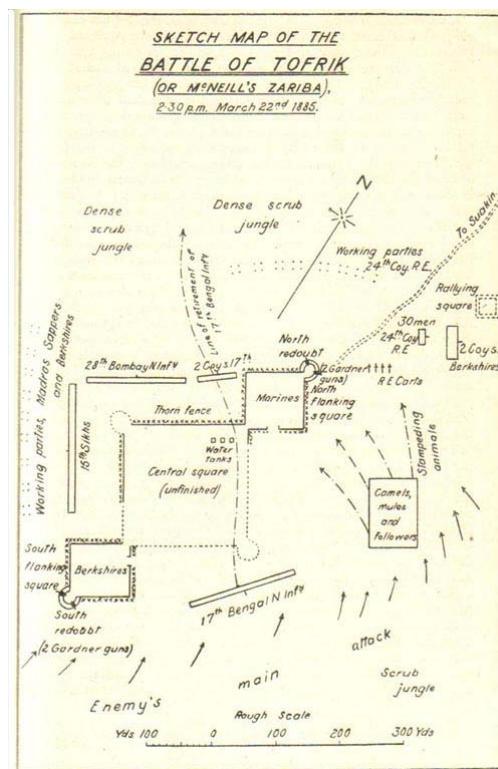 SKETCH MAP OF THE
BATTLE OF TOFRIK
(OR McNEILL'S ZARIBA),
2·30 p.m. March 22nd 1885.
N
Dense
scrub
jungle
Dense scrub
jungle
To Suakin
Working parties
24th Coy. R.E.
Rallying
square
30 men
24th Coy
R.E
2 Coys.
Berkshires
Line of retirement of
17th Bengal Infy
Working parties, Madras Sappers
and Berkshires
North
redoubt
(2 Gardner
guns)
R.E Carts
28th Bombay N Infy
2 Coys 17th
Marines
North
flanking
square
Thorn fence
15th Sikhs
Water
tanks
Central square
(unfinished)
Stampeding
animals
Camels,
mules
and
followers
South
flanking
square
Berkshires
South
redoubt
(2 Gardner guns)
17th Bengal N Infy
Enemy's
main
attack
Scrub
jungle
Rough Scale
Yds 100 0 100 200 300 Yds